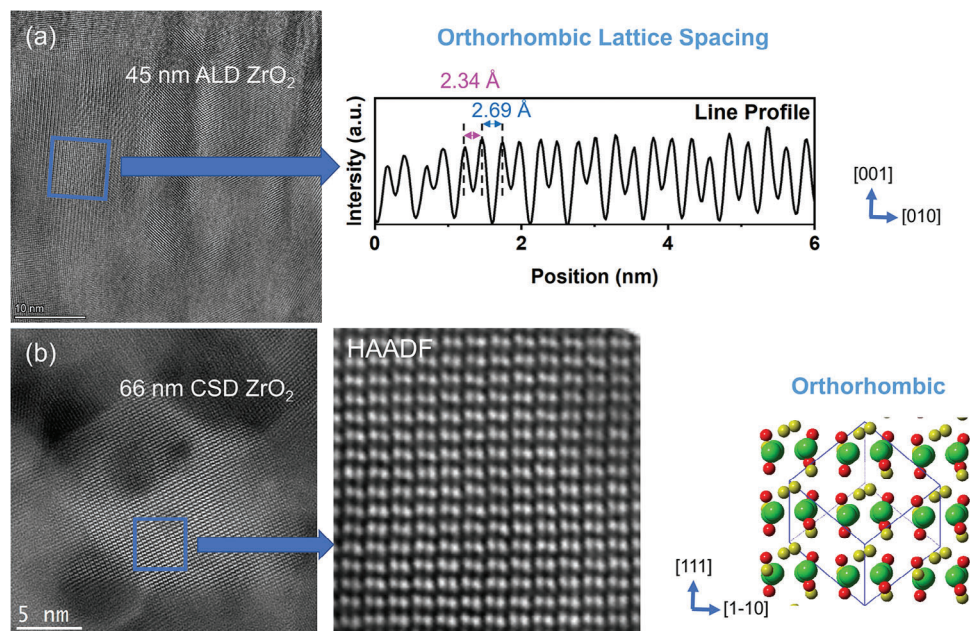 (a)
45 nm ALD ZrO2
10 nm
Orthorhombic Lattice Spacing
2.34 Å
2.69 Å
Line Profile
Intersity (a.u.)
0
2
4
6
Position (nm)
[001]
[010]
(b)
66 nm CSD ZrO2
5 nm
HAADF
Orthorhombic
[111]
[1-10]